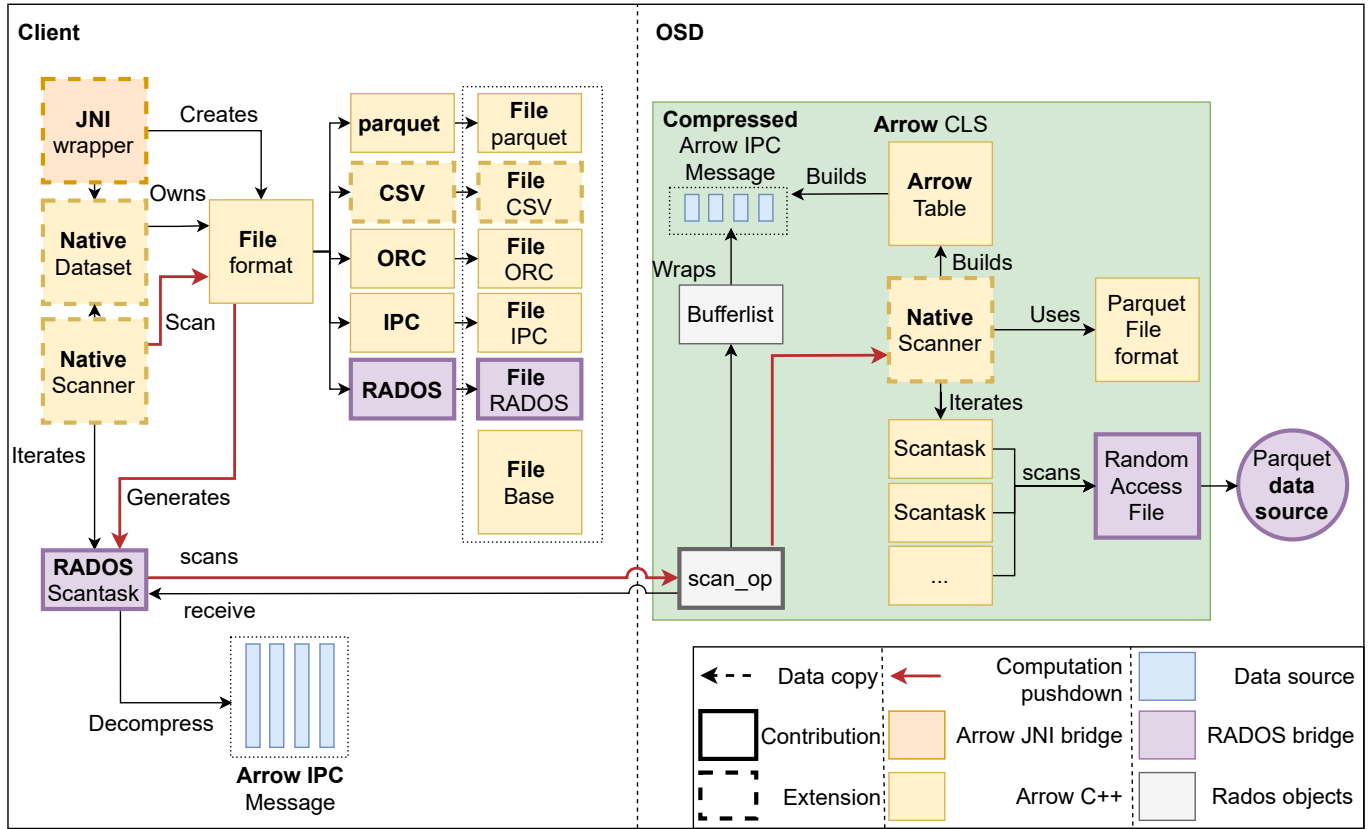 Client
OSD
JNI
wrapper
Creates
parquet
File
parquet
CSV
File
CSV
Owns
Native
Dataset
File
format
ORC
File
ORC
Scan
IPC
File
IPC
Native
Scanner
RADOS
File
RADOS
Iterates
Generates
File
Base
RADOS
Scantask
scans
receive
Decompress
Arrow IPC
Message
Compressed
Arrow IPC
Message
Arrow CLS
Builds
Arrow
Table
Wraps
Builds
Bufferlist
Native
Scanner
Uses
Parquet
File
format
Iterates
Scantask
Scantask
...
scans
Random
Access
File
Parquet
data
source
scan_op
Data copy
Computation
pushdown
Data source
Contribution
Arrow JNI bridge
RADOS bridge
Extension
Arrow C++
Rados objects